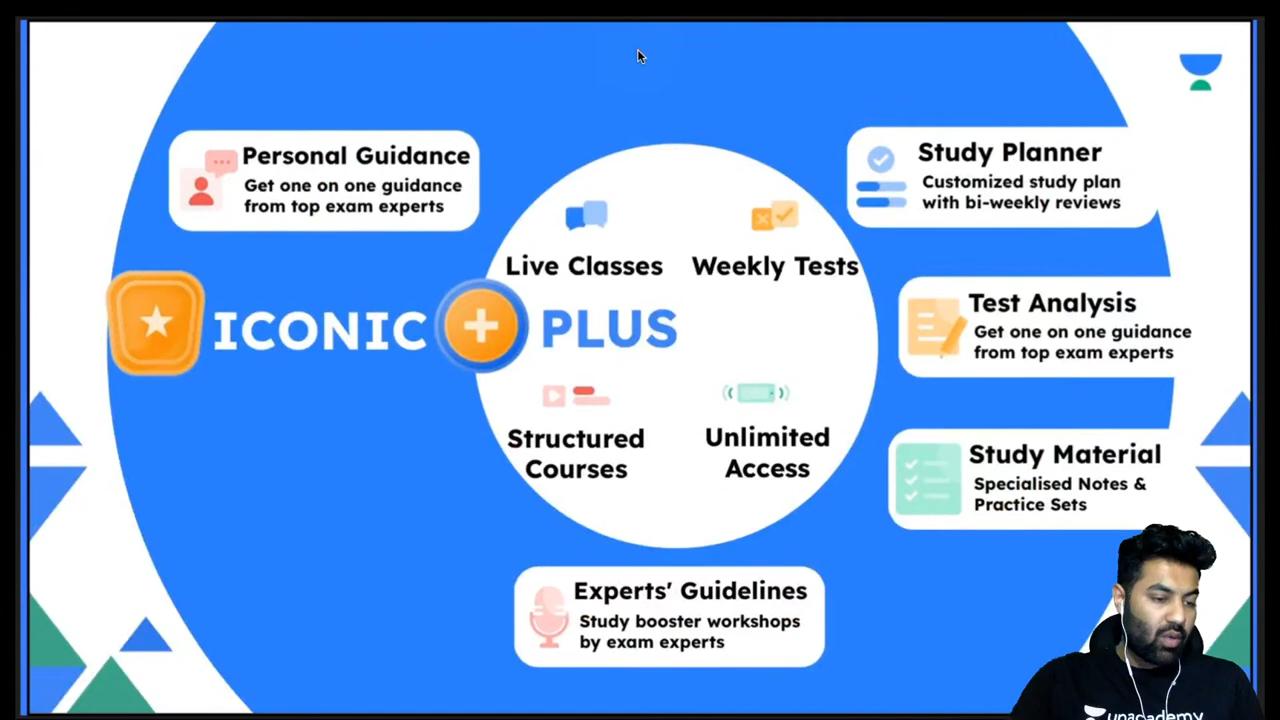 Personal Guidance
Get one on one guidance
from top exam experts
Study Planner
Customized study plan
with bi-weekly reviews
Live Classes
Weekly Tests
ICONIC
PLUS
Test Analysis
Get one on one guidance
from top exam experts
Structured
Courses
Unlimited
Access
Study Material
Specialised Notes &
Practice Sets
Experts' Guidelines
Study booster workshops
by exam experts
unacademy